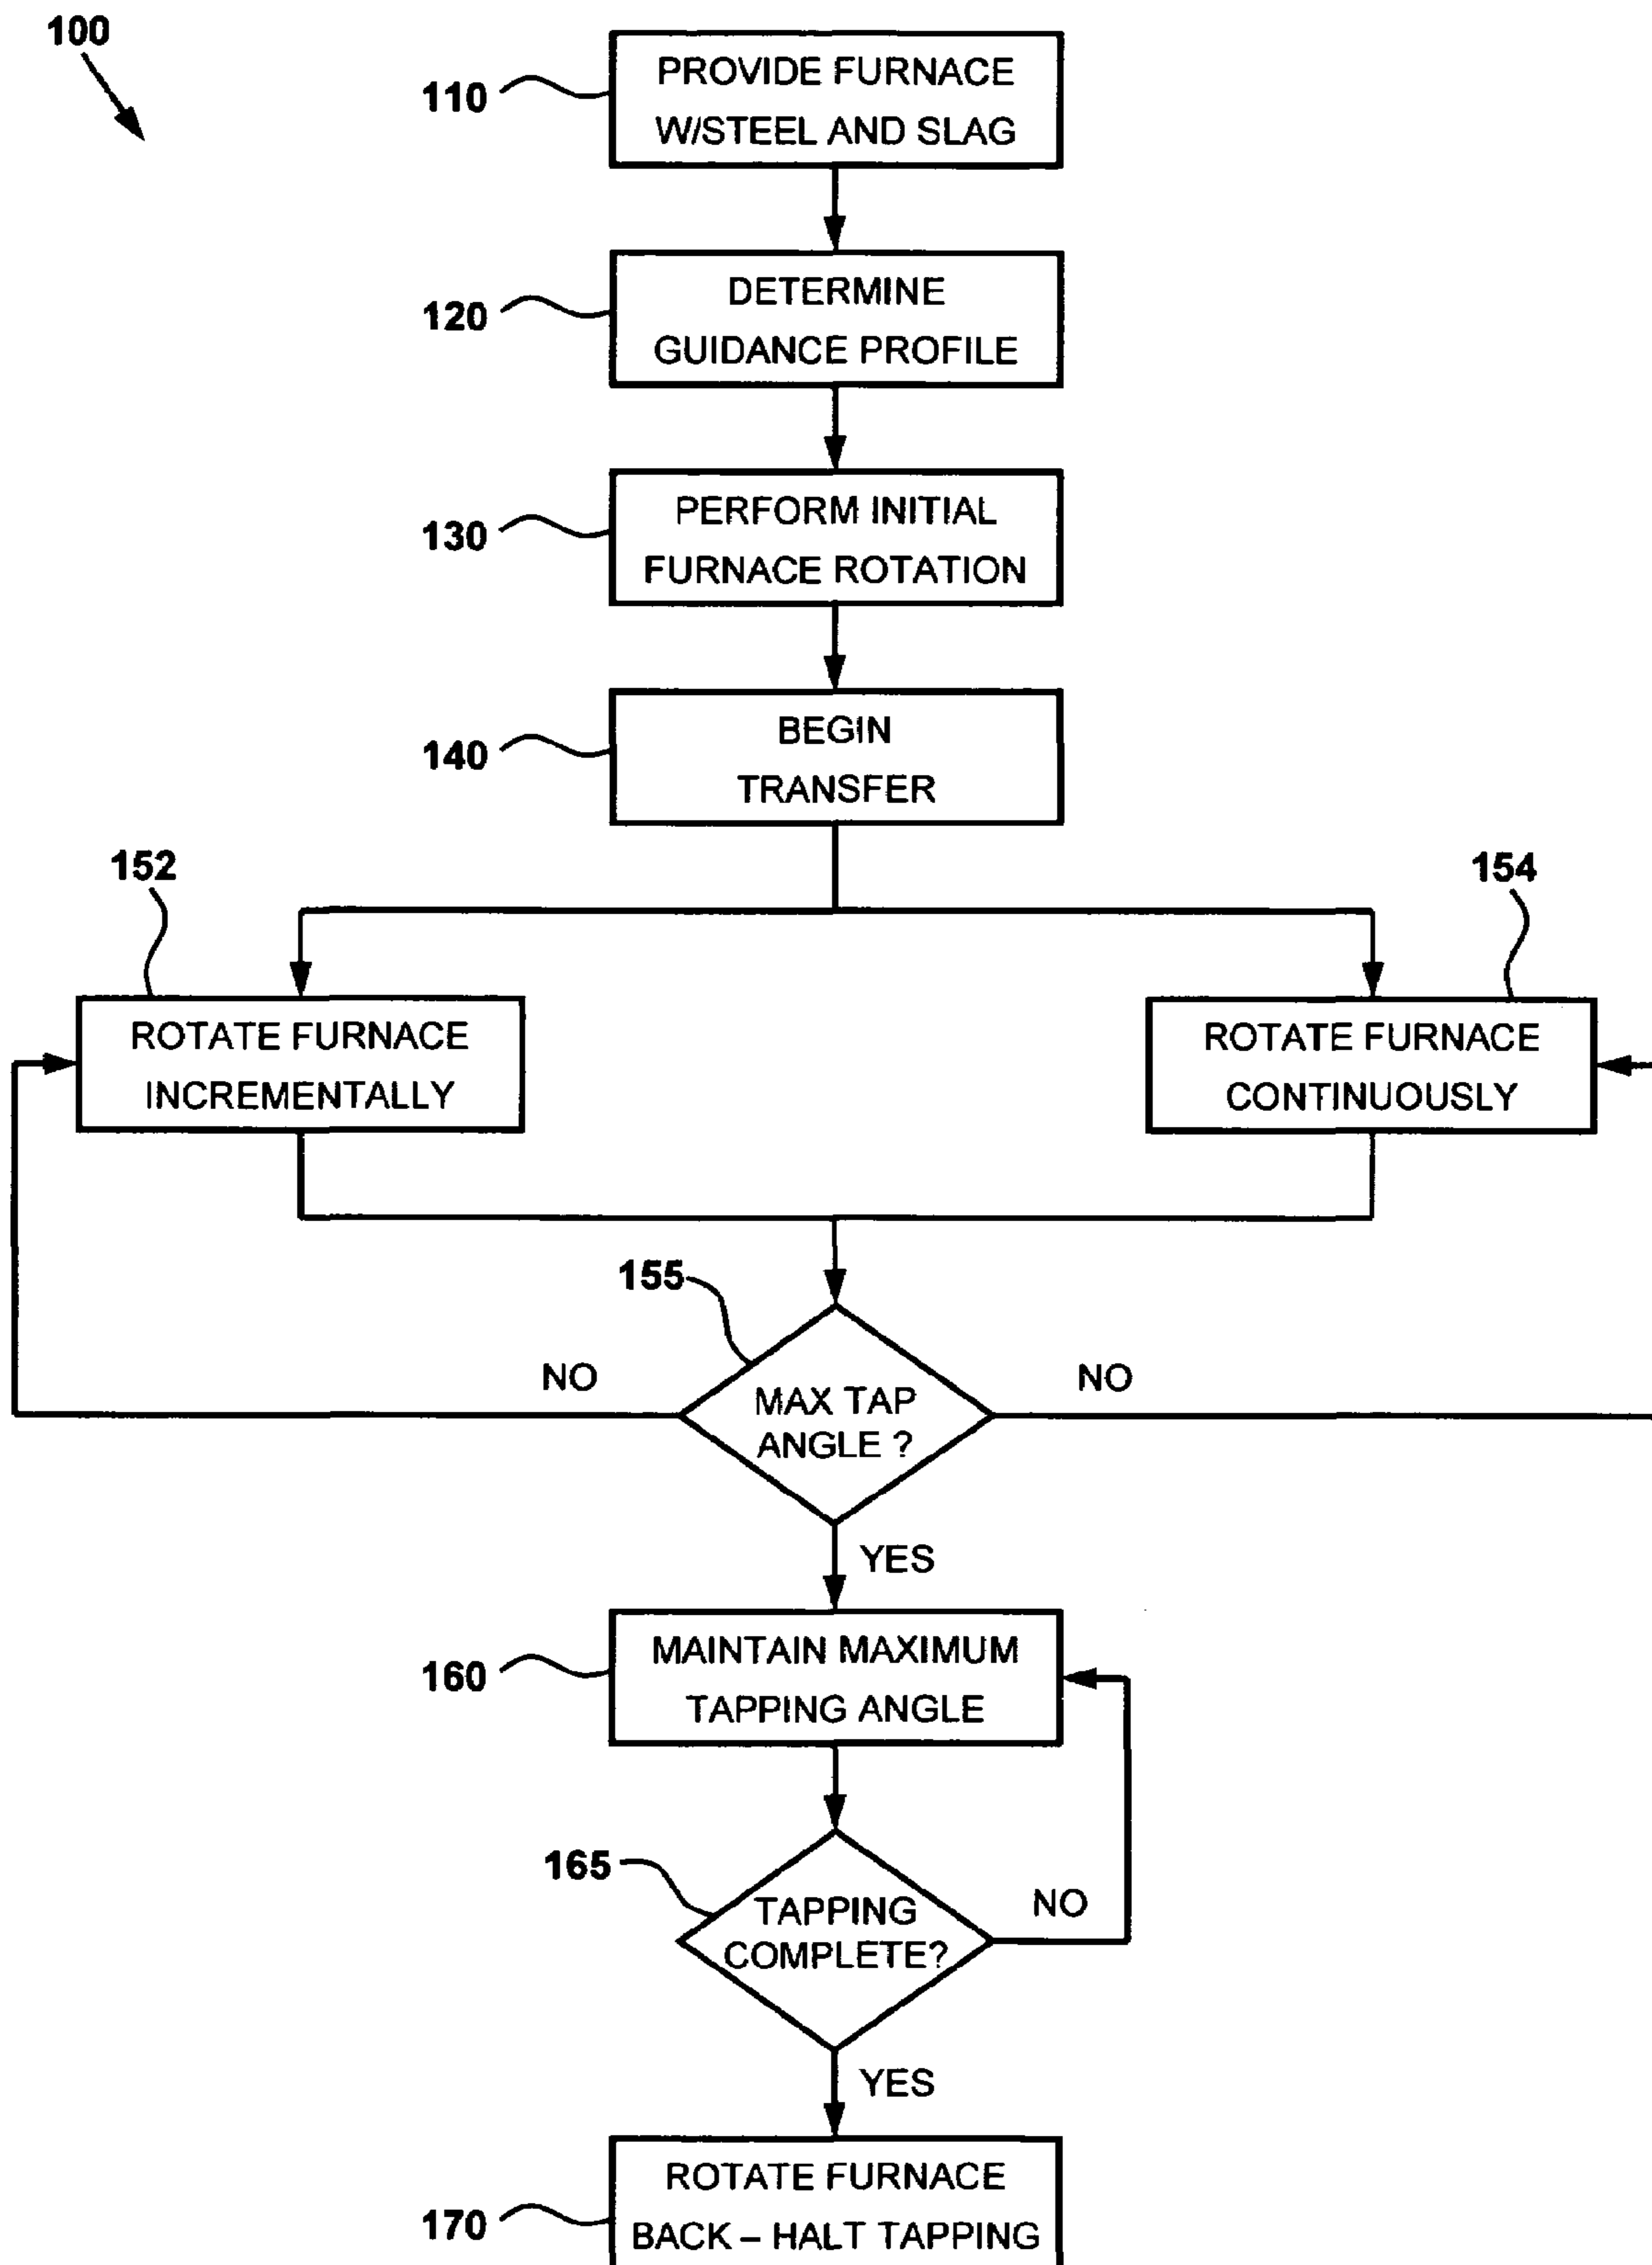 100
110
PROVIDE FURNACE
W/STEEL AND SLAG
120
DETERMINE
GUIDANCE PROFILE
130
PERFORM INITIAL
FURNACE ROTATION
140
BEGIN
TRANSFER
152
154
ROTATE FURNACE
INCREMENTALLY
ROTATE FURNACE
CONTINUOUSLY
155
NO
NO
MAX TAP
ANGLE ?
YES
160
MAINTAIN MAXIMUM
TAPPING ANGLE
165
TAPPING
COMPLETE?
NO
YES
170
ROTATE FURNACE
BACK – HALT TAPPING